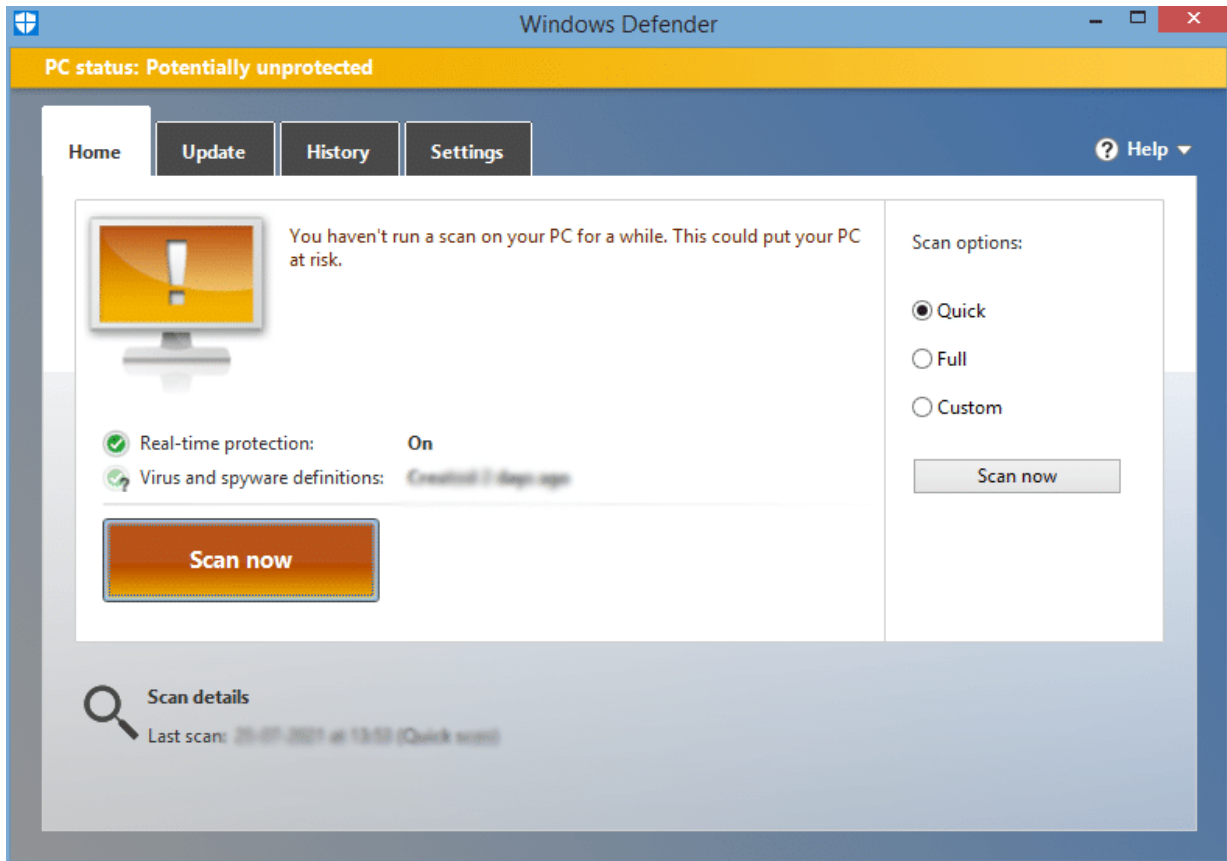 Windows Defender
PC status: Potentially unprotected
Home
Update
History
Settings
? Help
You haven't run a scan on your PC for a while. This could put your PC
at risk.
Scan options:
Quick
Full
Custom
Scan now
Real-time protection: On
Virus and spyware definitions:
Scan now
Scan details
Last scan: